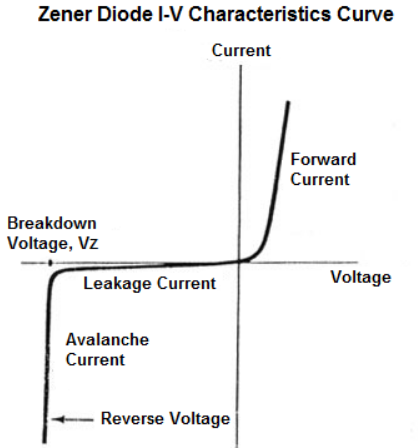 Zener Diode I-V Characteristics Curve
Current
Forward
Current
Breakdown
Voltage, Vz
Voltage
Leakage Current
Avalanche
Current
Reverse Voltage